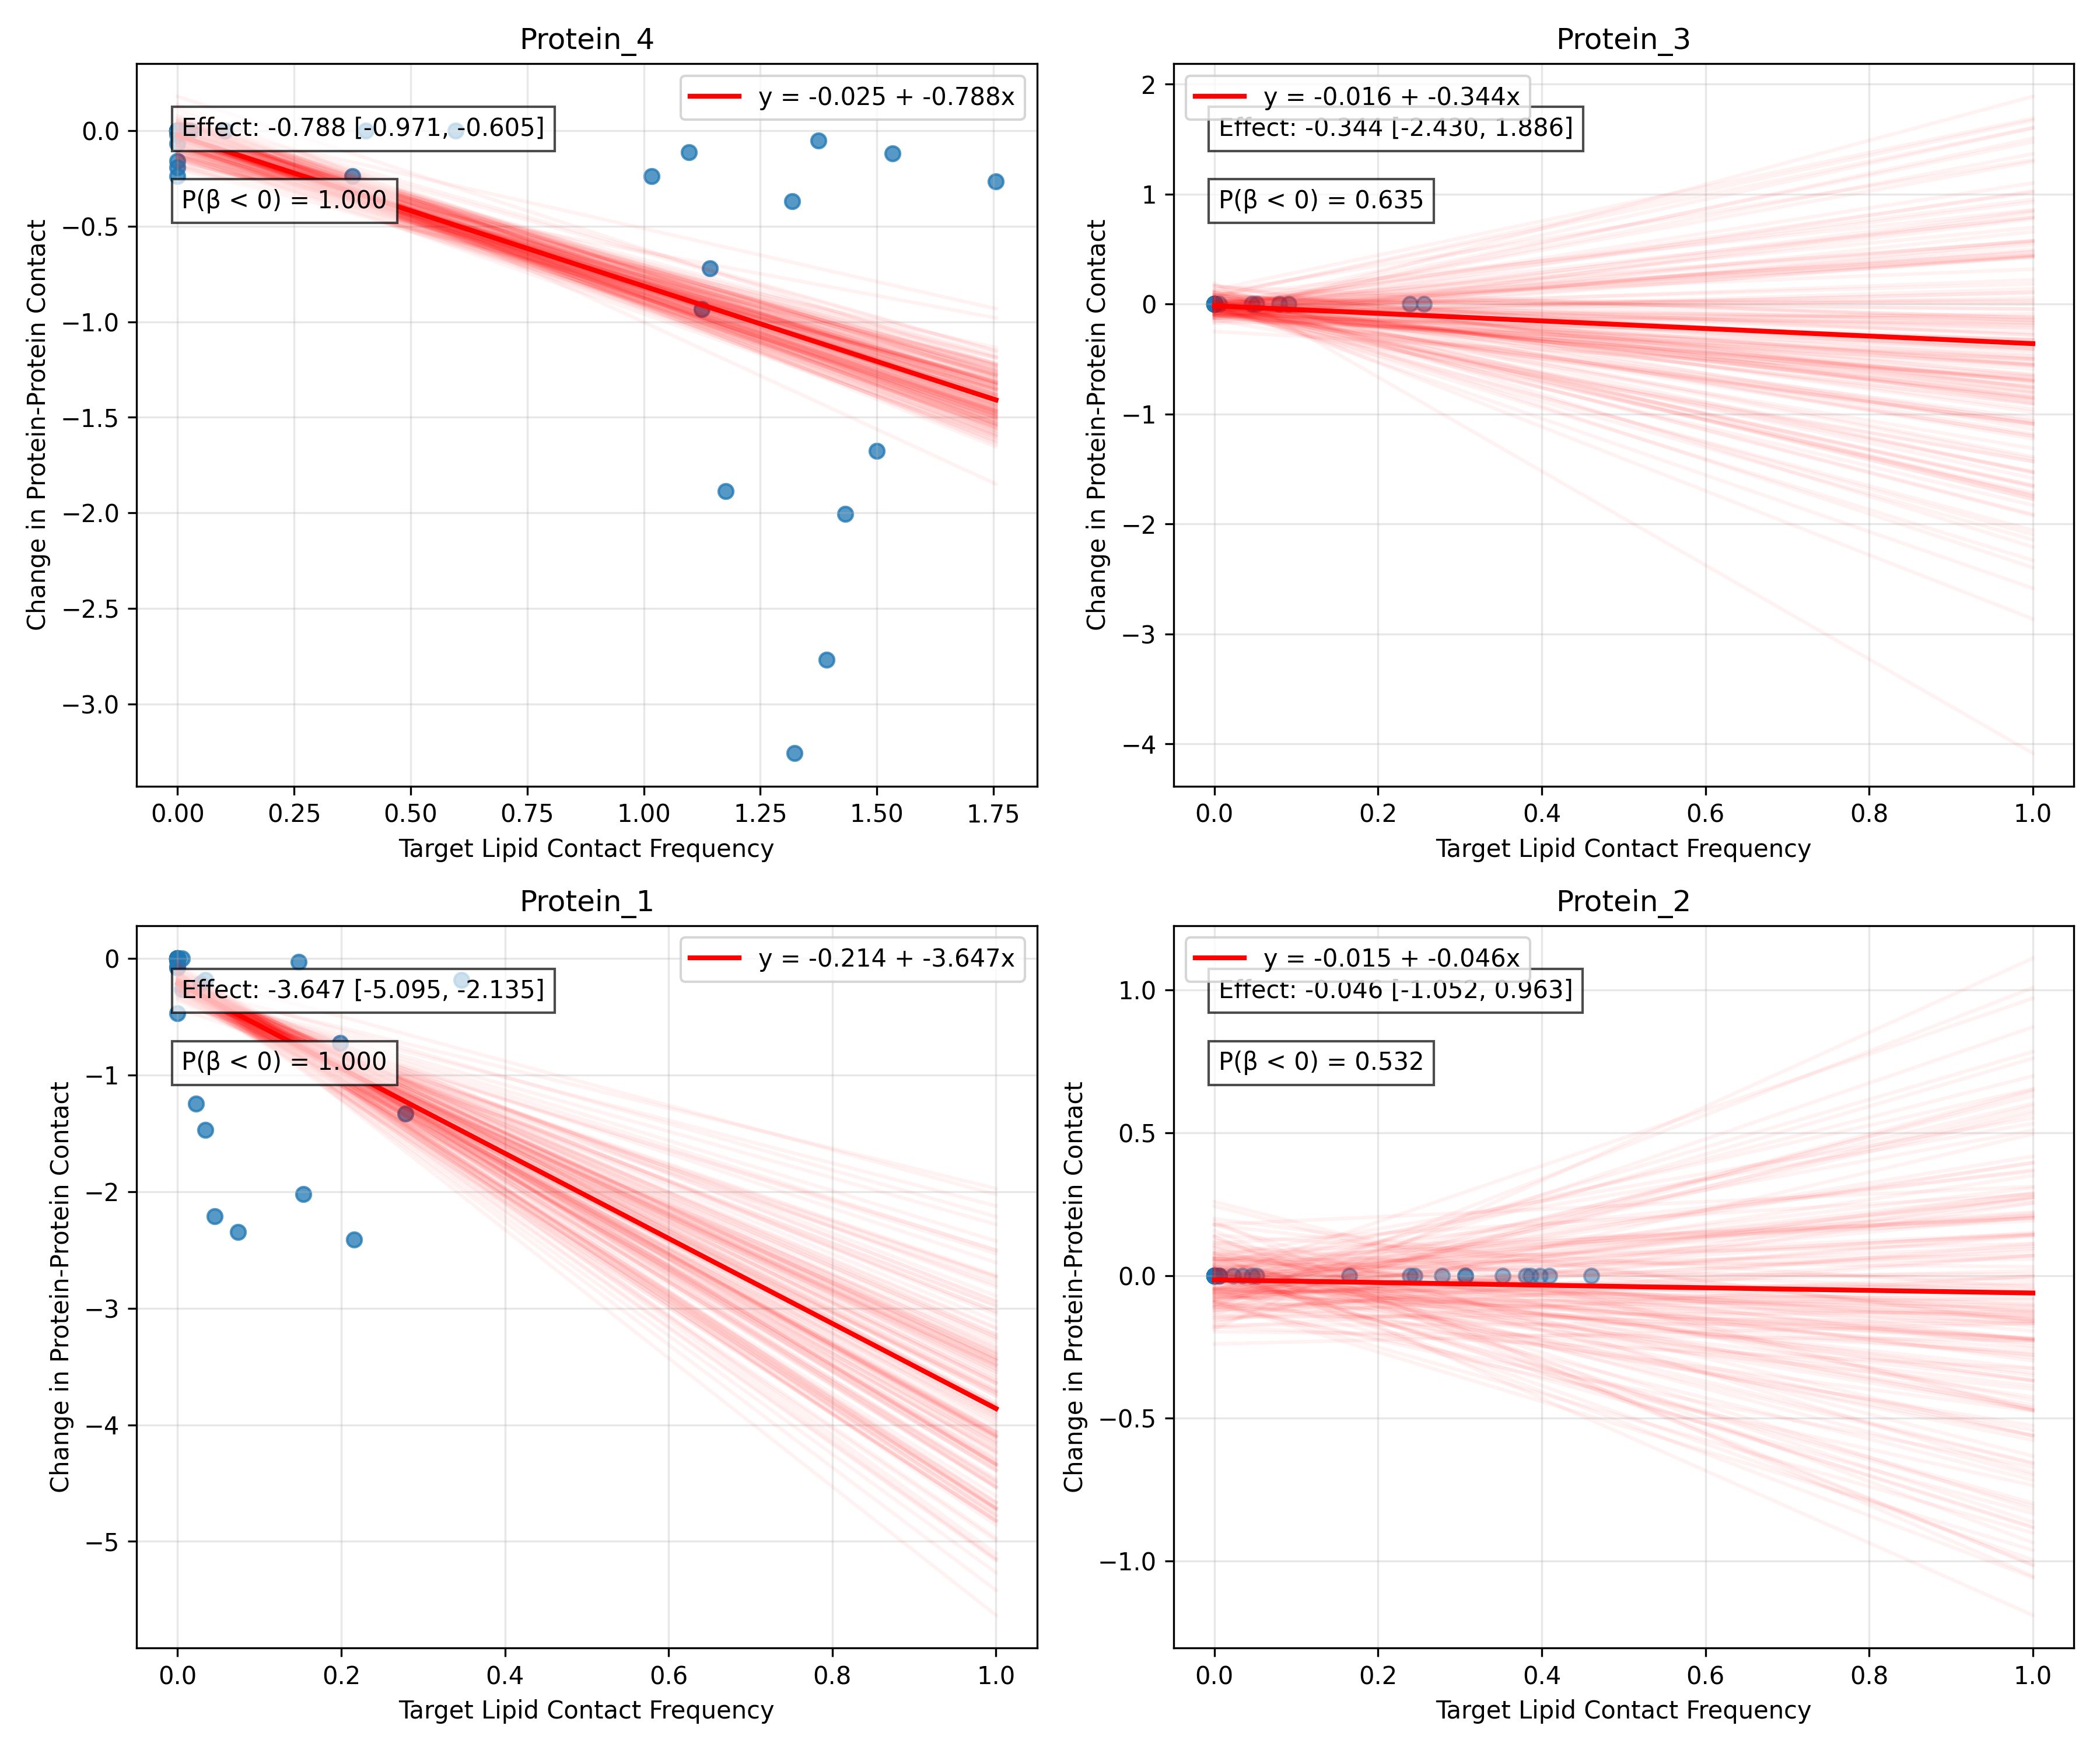 Protein_4
y = -0.025 + -0.788x
Effect: -0.788 [-0.971, -0.605]
P(β < 0) = 1.000
Change in Protein-Protein Contact
0.0
−0.5
−1.0
−1.5
−2.0
−2.5
−3.0
0.00 0.25 0.50 0.75 1.00 1.25 1.50 1.75
Target Lipid Contact Frequency
Protein_3
y = -0.016 + -0.344x
Effect: -0.344 [-2.430, 1.886]
P(β < 0) = 0.635
Change in Protein-Protein Contact
2
1
0
−1
−2
−3
−4
0.0 0.2 0.4 0.6 0.8 1.0
Target Lipid Contact Frequency
Protein_1
y = -0.214 + -3.647x
Effect: -3.647 [-5.095, -2.135]
P(β < 0) = 1.000
Change in Protein-Protein Contact
0
−1
−2
−3
−4
−5
0.0 0.2 0.4 0.6 0.8 1.0
Target Lipid Contact Frequency
Protein_2
y = -0.015 + -0.046x
Effect: -0.046 [-1.052, 0.963]
P(β < 0) = 0.532
Change in Protein-Protein Contact
1.0
0.5
0.0
−0.5
−1.0
0.0 0.2 0.4 0.6 0.8 1.0
Target Lipid Contact Frequency